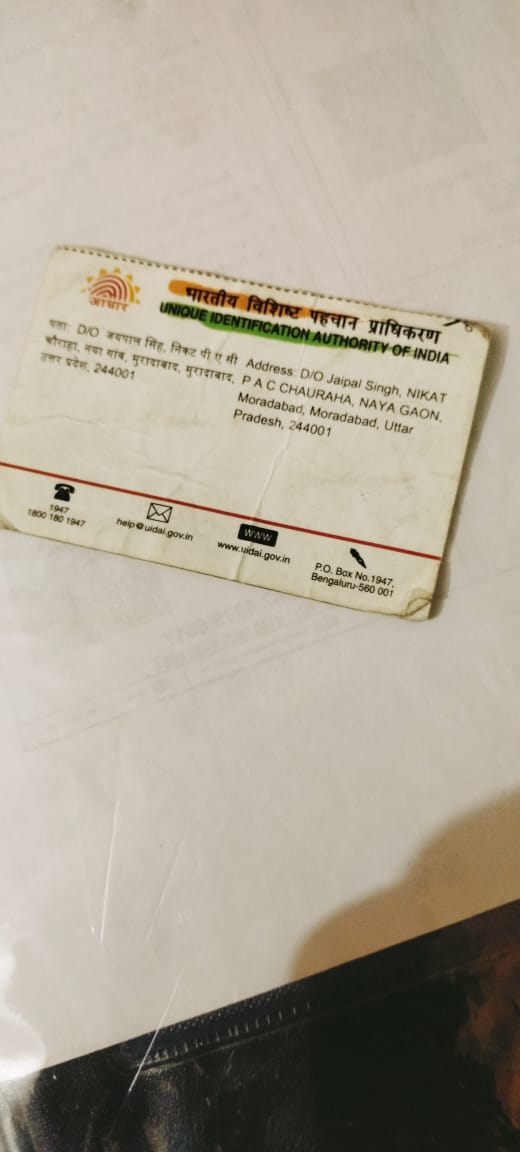 आधार
भारतीय विशिष्ट पहचान प्राधिकरण
UNIQUE IDENTIFICATION AUTHORITY OF INDIA
पता: D/O जयपाल सिंह, निकट पी ए सी
चौराहा, नया गांव, मुरादाबाद, मुरादाबाद,
उत्तर प्रदेश, 244001
Address: D/O Jaipal Singh, NIKAT
P A C CHAURAHA, NAYA GAON,
Moradabad, Moradabad, Uttar
Pradesh, 244001
1947
1800 180 1947
help@uidai.gov.in
WWW
www.uidai.gov.in
P.O. Box No.1947,
Bengaluru-560 001